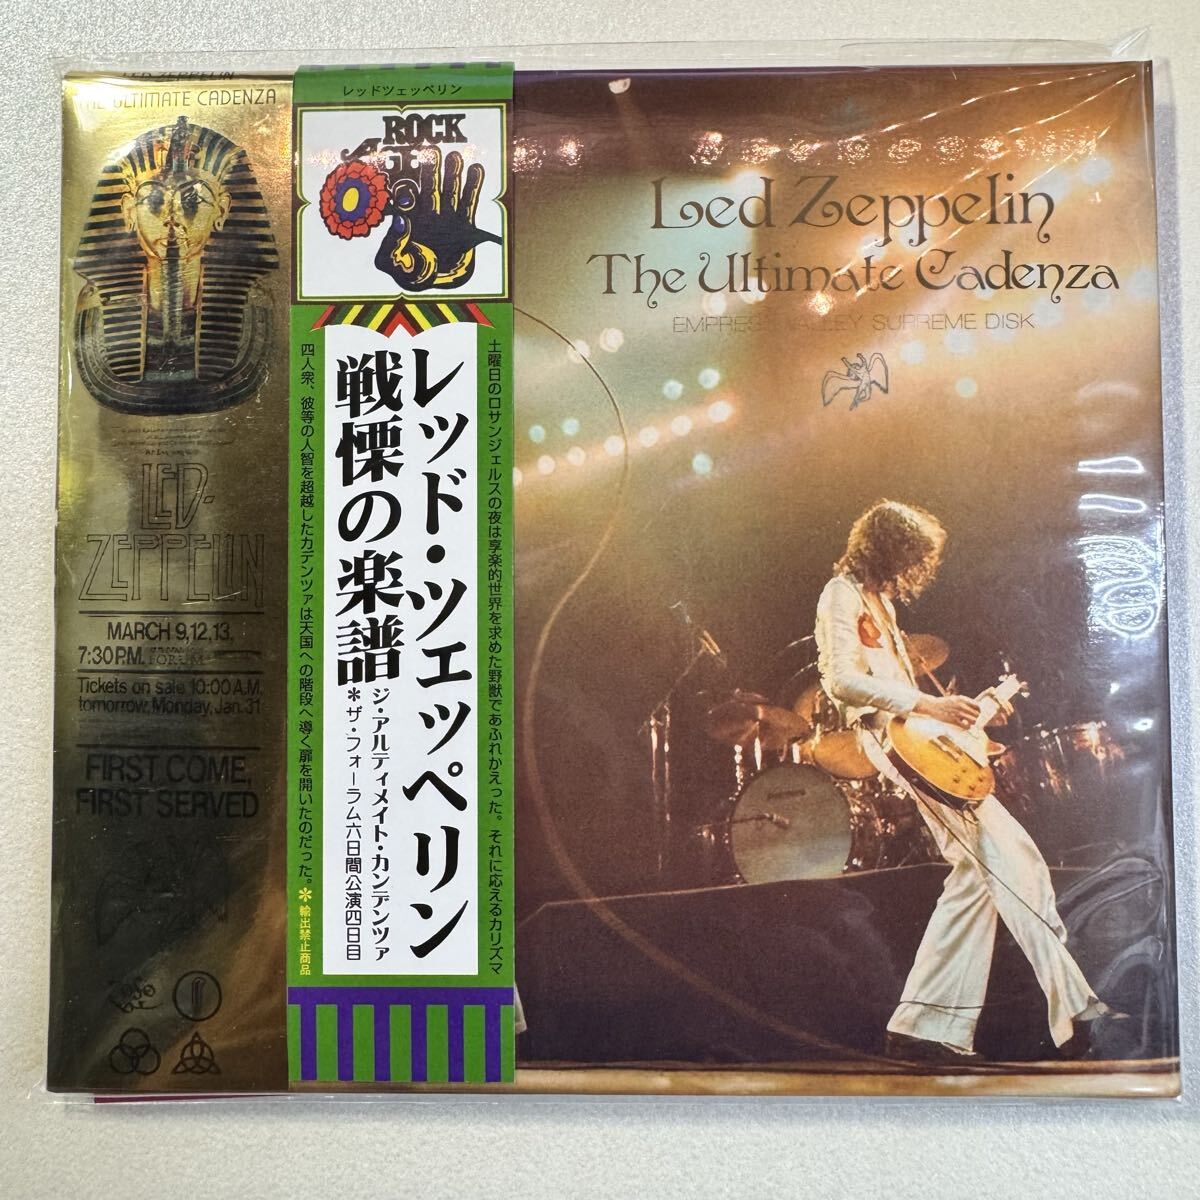 LED ZEPPELIN
THE ULTIMATE CADENZA
LED-
ZEPPELIN
MARCH 9, 12, 13,
7:30 P.M.
FORUM
Tickets on sale 10:00 A.M.
tomorrow, Monday, Jan. 31
FIRST COME,
FIRST SERVED
レッドツェッペリン
ROCK
AGE
土曜日のロサンジェルスの夜は享楽的世界を求めた野獣であふれかえった。それに応えるカリズマ
レッド・ツェッペリン
戦慄の楽譜
ジ・アルティメイト・カンデンツァ
*ザ・フォーラム六日間公演四日目
四人衆、彼等の人智を超越したカデンツァは天国への階段へ導く扉を開いたのだった。
*輸出禁止商品
Led Zeppelin
The Ultimate Cadenza
EMPRESS VALLEY SUPREME DISK